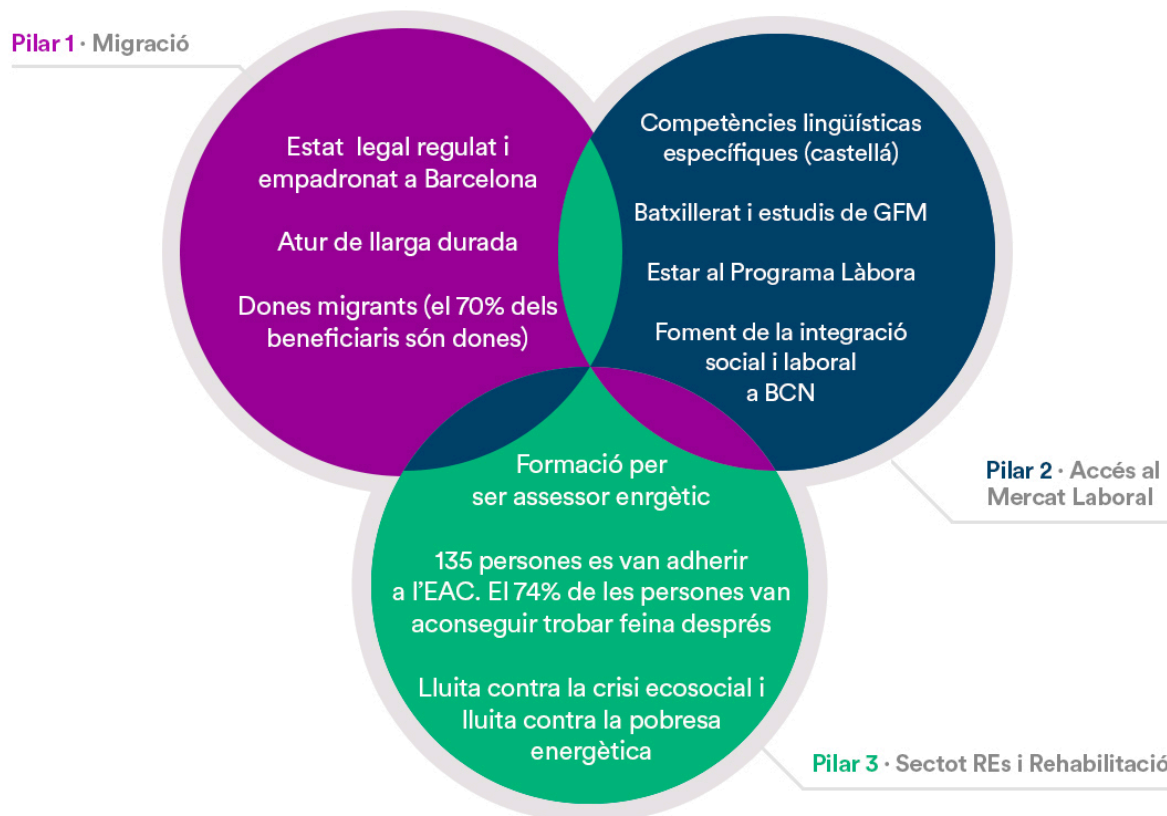 Pilar 1 · Migració
Estat legal regulat i
empadronat a Barcelona
Atur de llarga durada
Dones migrants (el 70% dels
beneficiaris són dones)
Competències lingüístiques
específiques (castellá)
Batxillerat i estudis de GFM
Estar al Programa Làbora
Foment de la integració
social i laboral
a BCN
Pilar 2 · Accés al
Mercat Laboral
Formació per
ser assessor enrgètic
135 persones es van adherir
a l’EAC. El 74% de les persones van
aconseguir trobar feina després
Lluita contra la crisi ecosocial i
lluita contra la pobresa
energètica
Pilar 3 · Sectot REs i Rehabilitació